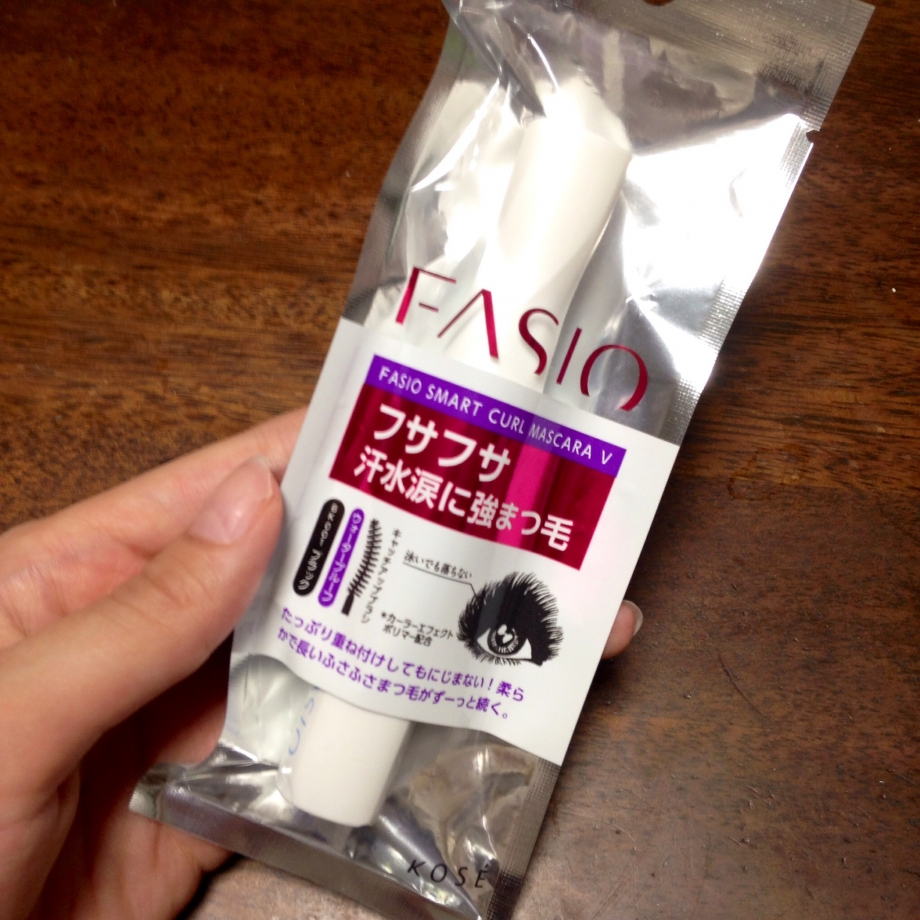 FASIO
FASIO SMART CURL MASCARA V
フサフサ
汗水涙に強まつ毛
BK001 ブラック
ウォータープルーフ
キャッチアップブラシ
泳いでも落ちない
*カーラーエフェクト
ポリマー配合
たっぷり重ね付けしてもにじまない！柔ら
かで長いふさふさまつ毛がずーっと続く。
KOSÉ